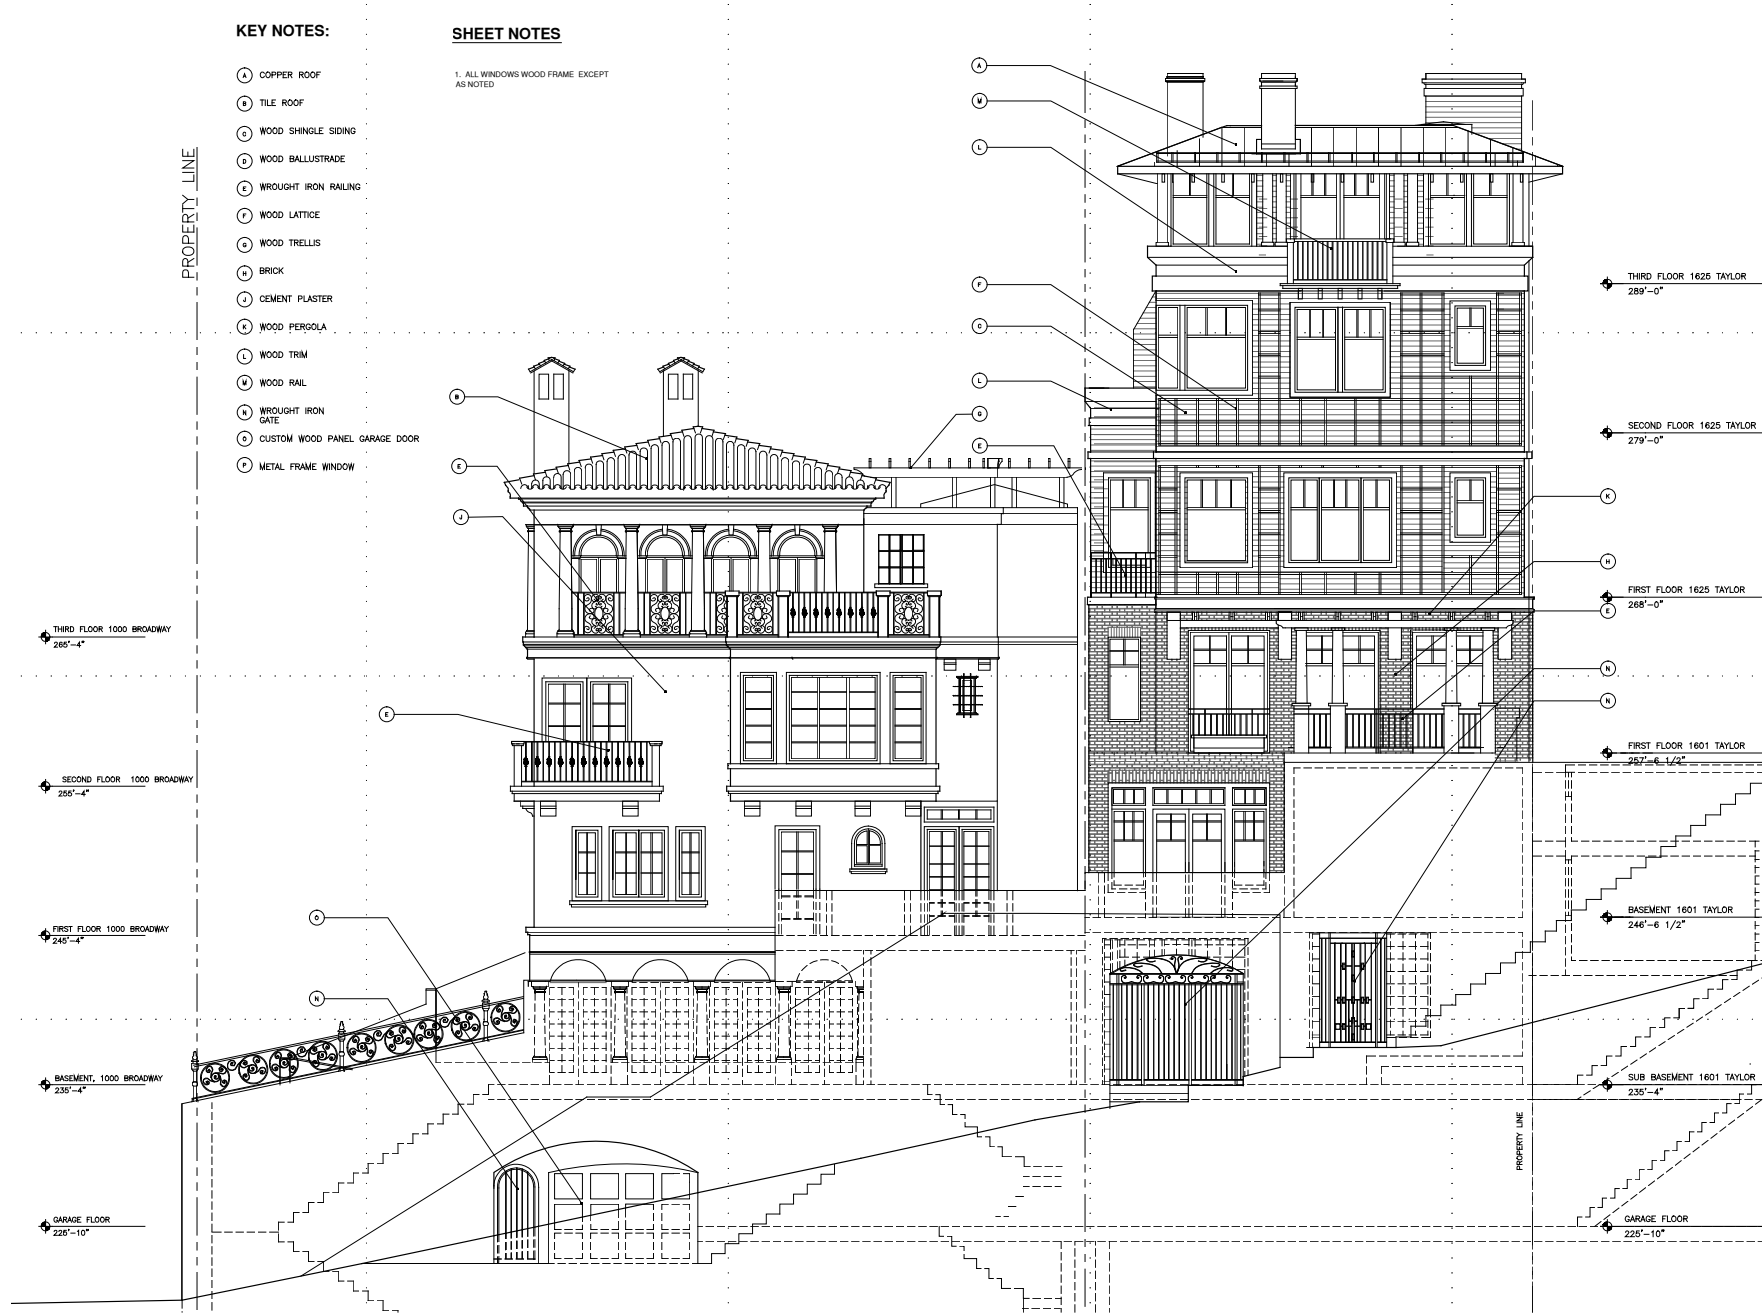 KEY NOTES:
A COPPER ROOF
B TILE ROOF
C WOOD SHINGLE SIDING
D WOOD BALLUSTRADE
E WROUGHT IRON RAILING
F WOOD LATTICE
G WOOD TRELLIS
H BRICK
J CEMENT PLASTER
K WOOD PERGOLA
L WOOD TRIM
M WOOD RAIL
N WROUGHT IRON
GATE
O CUSTOM WOOD PANEL GARAGE DOOR
P METAL FRAME WINDOW
SHEET NOTES
1. ALL WINDOWS WOOD FRAME EXCEPT
AS NOTED
PROPERTY LINE
B
E
J
E
O
N
A
M
L
F
C
L
G
E
K
H
E
N
N
THIRD FLOOR 1000 BROADWAY
265'-4"
SECOND FLOOR 1000 BROADWAY
255'-4"
FIRST FLOOR 1000 BROADWAY
245'-4"
BASEMENT, 1000 BROADWAY
235'-4"
GARAGE FLOOR
225'-10"
THIRD FLOOR 1625 TAYLOR
289'-0"
SECOND FLOOR 1625 TAYLOR
279'-0"
FIRST FLOOR 1625 TAYLOR
268'-0"
FIRST FLOOR 1601 TAYLOR
257'-6 1/2"
BASEMENT 1601 TAYLOR
246'-6 1/2"
SUB BASEMENT 1601 TAYLOR
235'-4"
GARAGE FLOOR
225'-10"
PROPERTY LINE